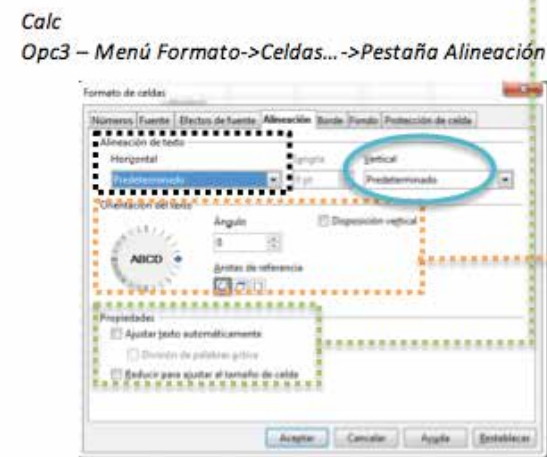 Calc
Opc3 – Menú Formato->Celdas...->Pestaña Alineación
Formato de celdas
Números Fuente Efectos de fuente Alineación Borde Fondo Protección de celda
Alineación de texto
Horizontal Sangría Vertical
Predeterminado pt Predeterminado
Orientación del texto
Ángulo Disposición vertical
ABCD 0
Aristas de referencia
Propiedades
Ajustar texto automáticamente
División de palabras activa
Reducir para ajustar al tamaño de celda
Aceptar Cancelar Ayuda Restablecer